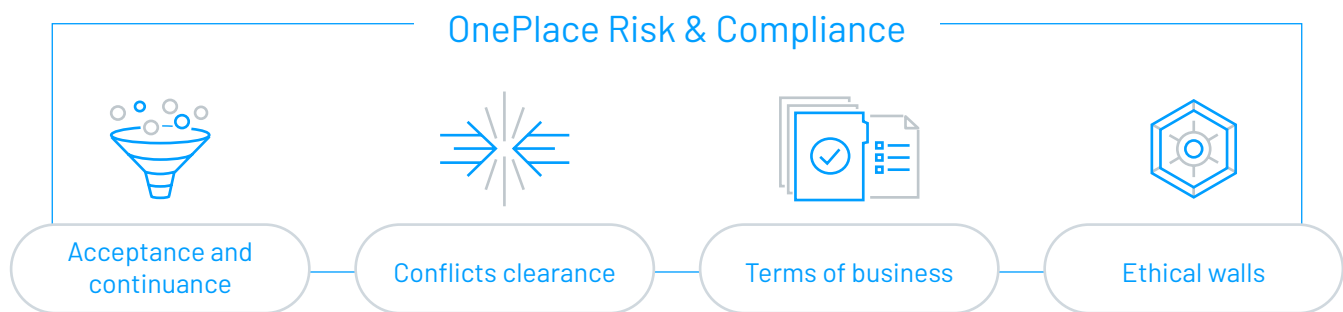 OnePlace Risk & Compliance
Acceptance and
continuance
Conflicts clearance
Terms of business
Ethical walls